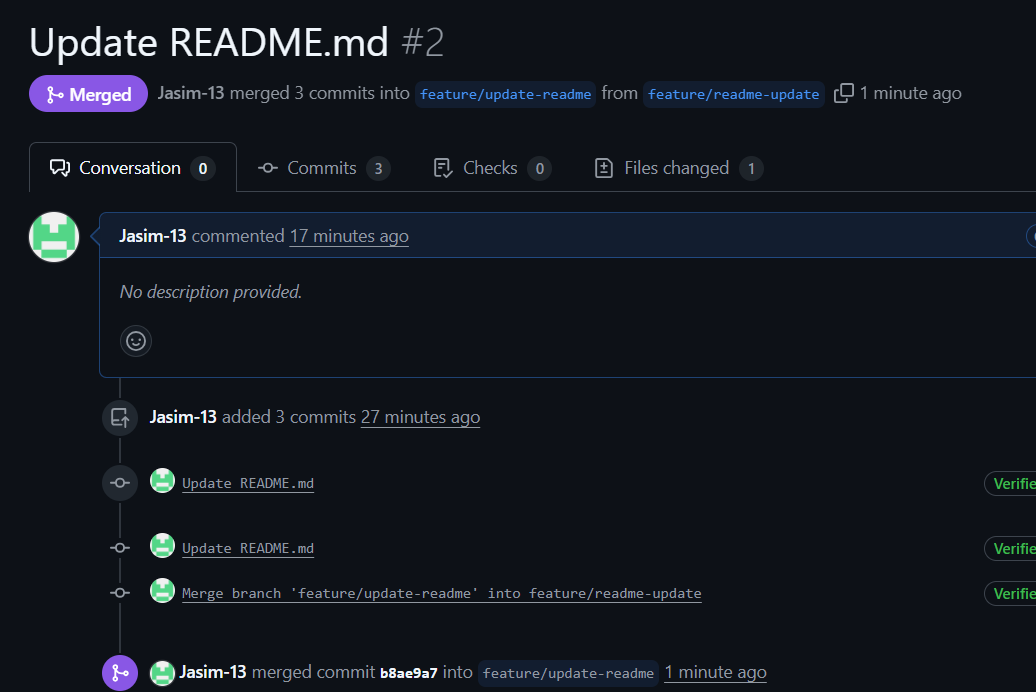 Update README.md #2
Merged Jasim-13 merged 3 commits into feature/update-readme from feature/readme-update 1 minute ago
Conversation 0 Commits 3 Checks 0 Files changed 1
Jasim-13 commented 17 minutes ago
No description provided.
Jasim-13 added 3 commits 27 minutes ago
Update README.md Verifie
Update README.md Verifie
Merge branch 'feature/update-readme' into feature/readme-update Verifie
Jasim-13 merged commit b8ae9a7 into feature/update-readme 1 minute ago